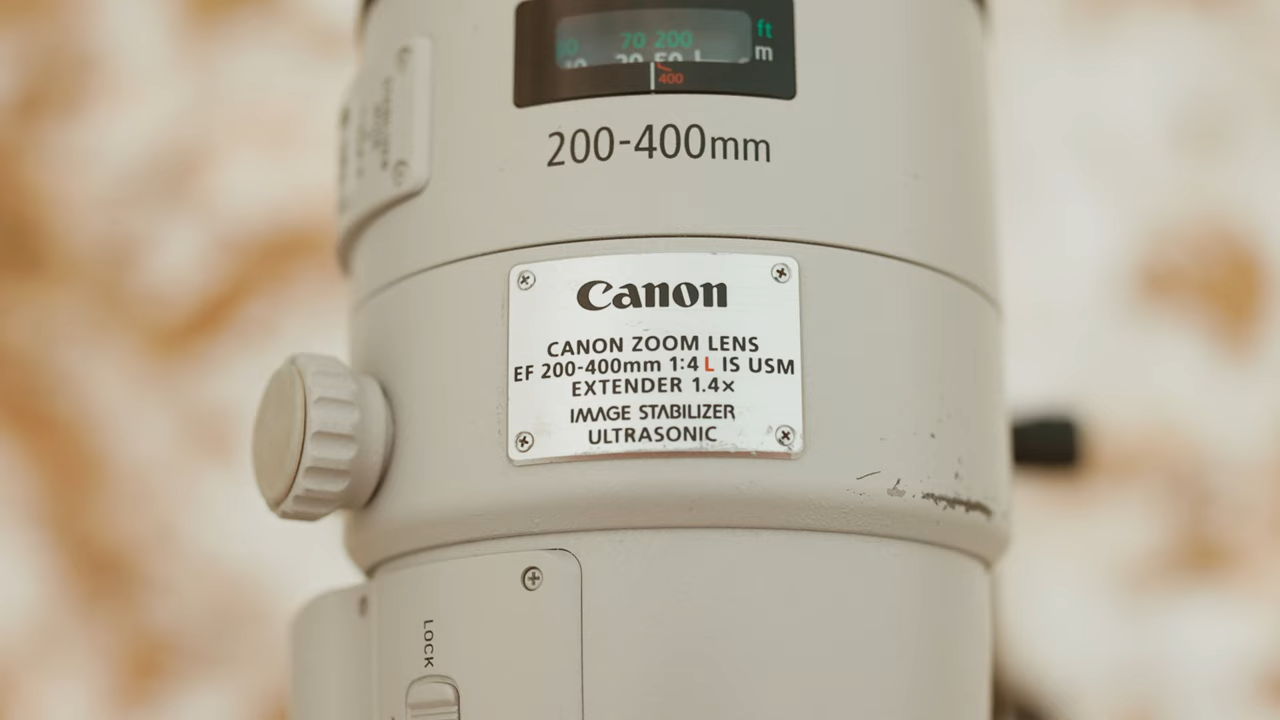 70 200 ft
m
400
200-400mm
Canon
CANON ZOOM LENS
EF 200-400mm 1:4 L IS USM
EXTENDER 1.4x
IMAGE STABILIZER
ULTRASONIC
LOCK